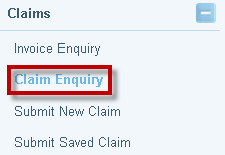 Claims
Invoice Enquiry
Claim Enquiry
Submit New Claim
Submit Saved Claim